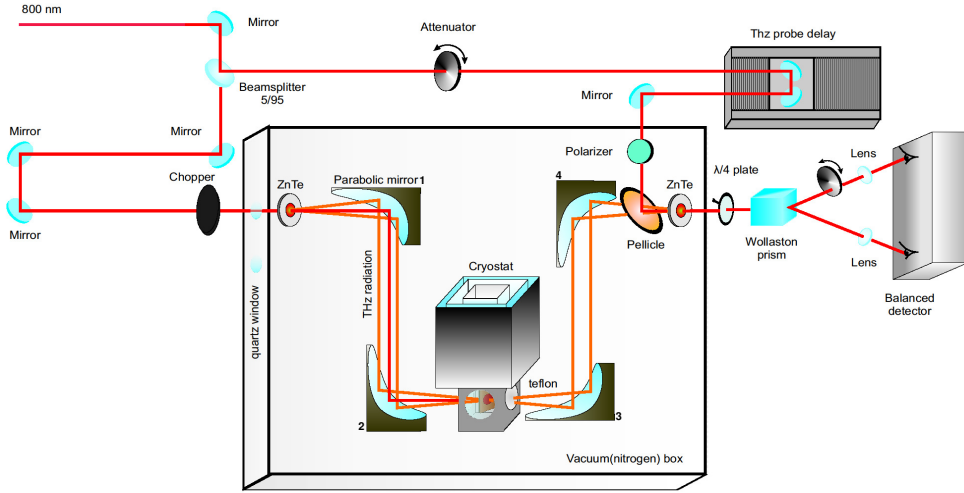 800 nm
Mirror
Attenuator
Thz probe delay
Beamsplitter
5/95
Mirror
Mirror
Mirror
Chopper
Mirror
ZnTe
Parabolic mirror 1
4
Polarizer
ZnTe
λ/4 plate
Lens
Pellicle
Wollaston
prism
Lens
Balanced
detector
quartz window
THz radiation
Cryostat
teflon
2
3
Vacuum(nitrogen) box